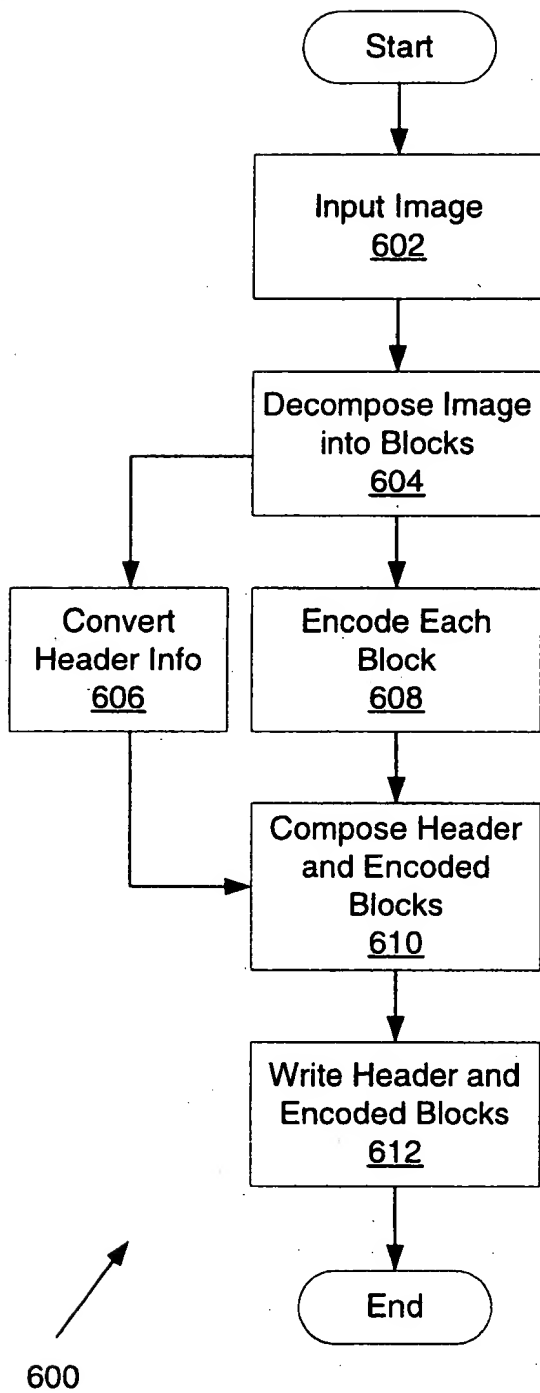 Start
Input Image
602
Decompose Image
into Blocks
604
Convert
Header Info
606
Encode Each
Block
608
Compose Header
and Encoded
Blocks
610
Write Header and
Encoded Blocks
612
End
600